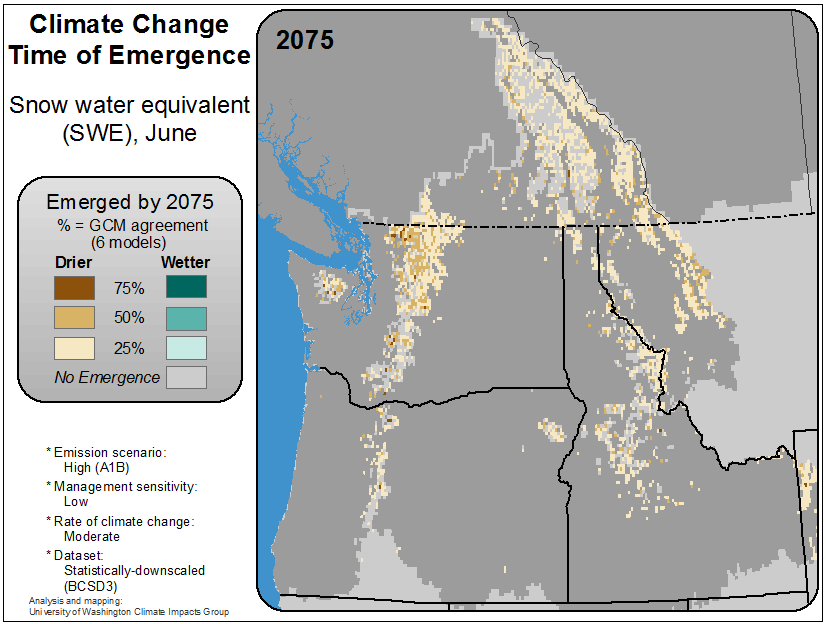 Climate Change
Time of Emergence
Snow water equivalent
(SWE), June
Emerged by 2075
% = GCM agreement
(6 models)
Drier Wetter
75%
50%
25%
No Emergence
* Emission scenario:
High (A1B)
* Management sensitivity:
Low
* Rate of climate change:
Moderate
* Dataset:
Statistically-downscaled
(BCSD3)
Analysis and mapping:
University of Washington Climate Impacts Group
2075